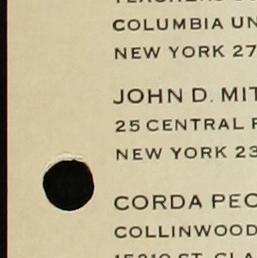 COLUMBIA UN
NEW YORK 27
JOHN D. MIT
25 CENTRAL P
NEW YORK 23
CORDA PEC
COLLINWOOD